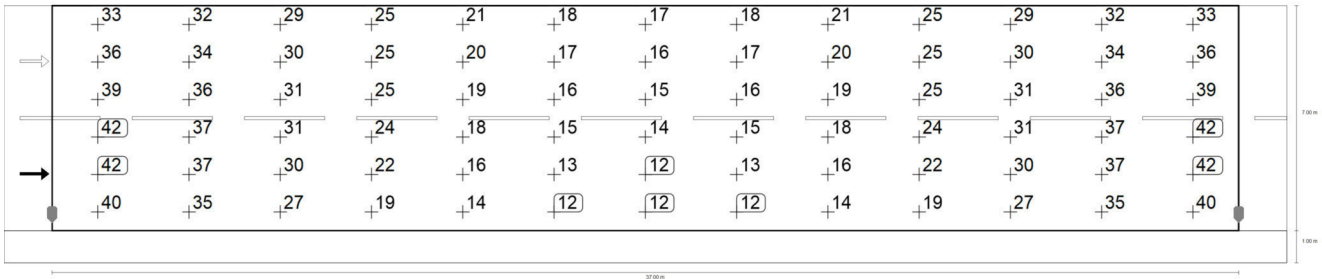 33 32 29 25 21 18 17 18 21 25 29 32 33
36 34 30 25 20 17 16 17 20 25 30 34 36
39 36 31 25 19 16 15 16 19 25 31 36 39
7.00 m
42 37 31 24 18 15 14 15 18 24 31 37 42
42 37 30 22 16 13 12 13 16 22 30 37 42
40 35 27 19 14 12 12 12 14 19 27 35 40
1.00 m
37.00 m